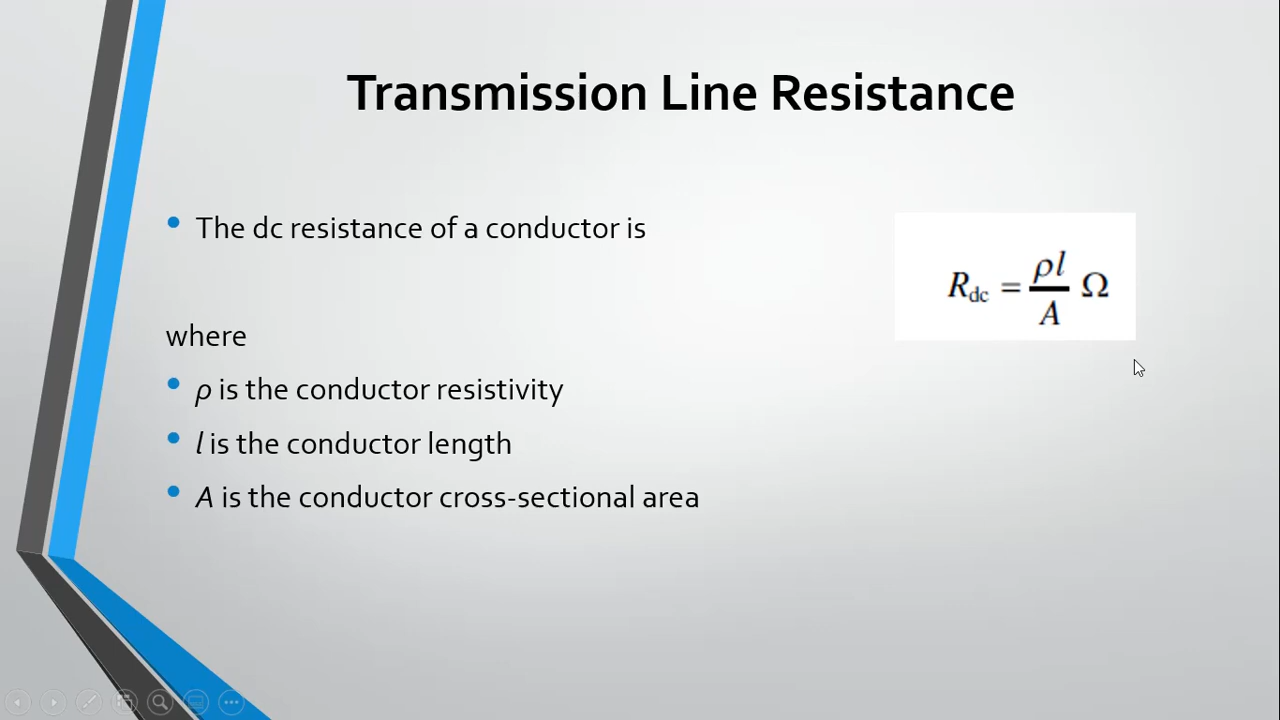 Transmission Line Resistance
• The dc resistance of a conductor is
R_dc = ρl/A Ω
where
• ρ is the conductor resistivity
• l is the conductor length
• A is the conductor cross-sectional area